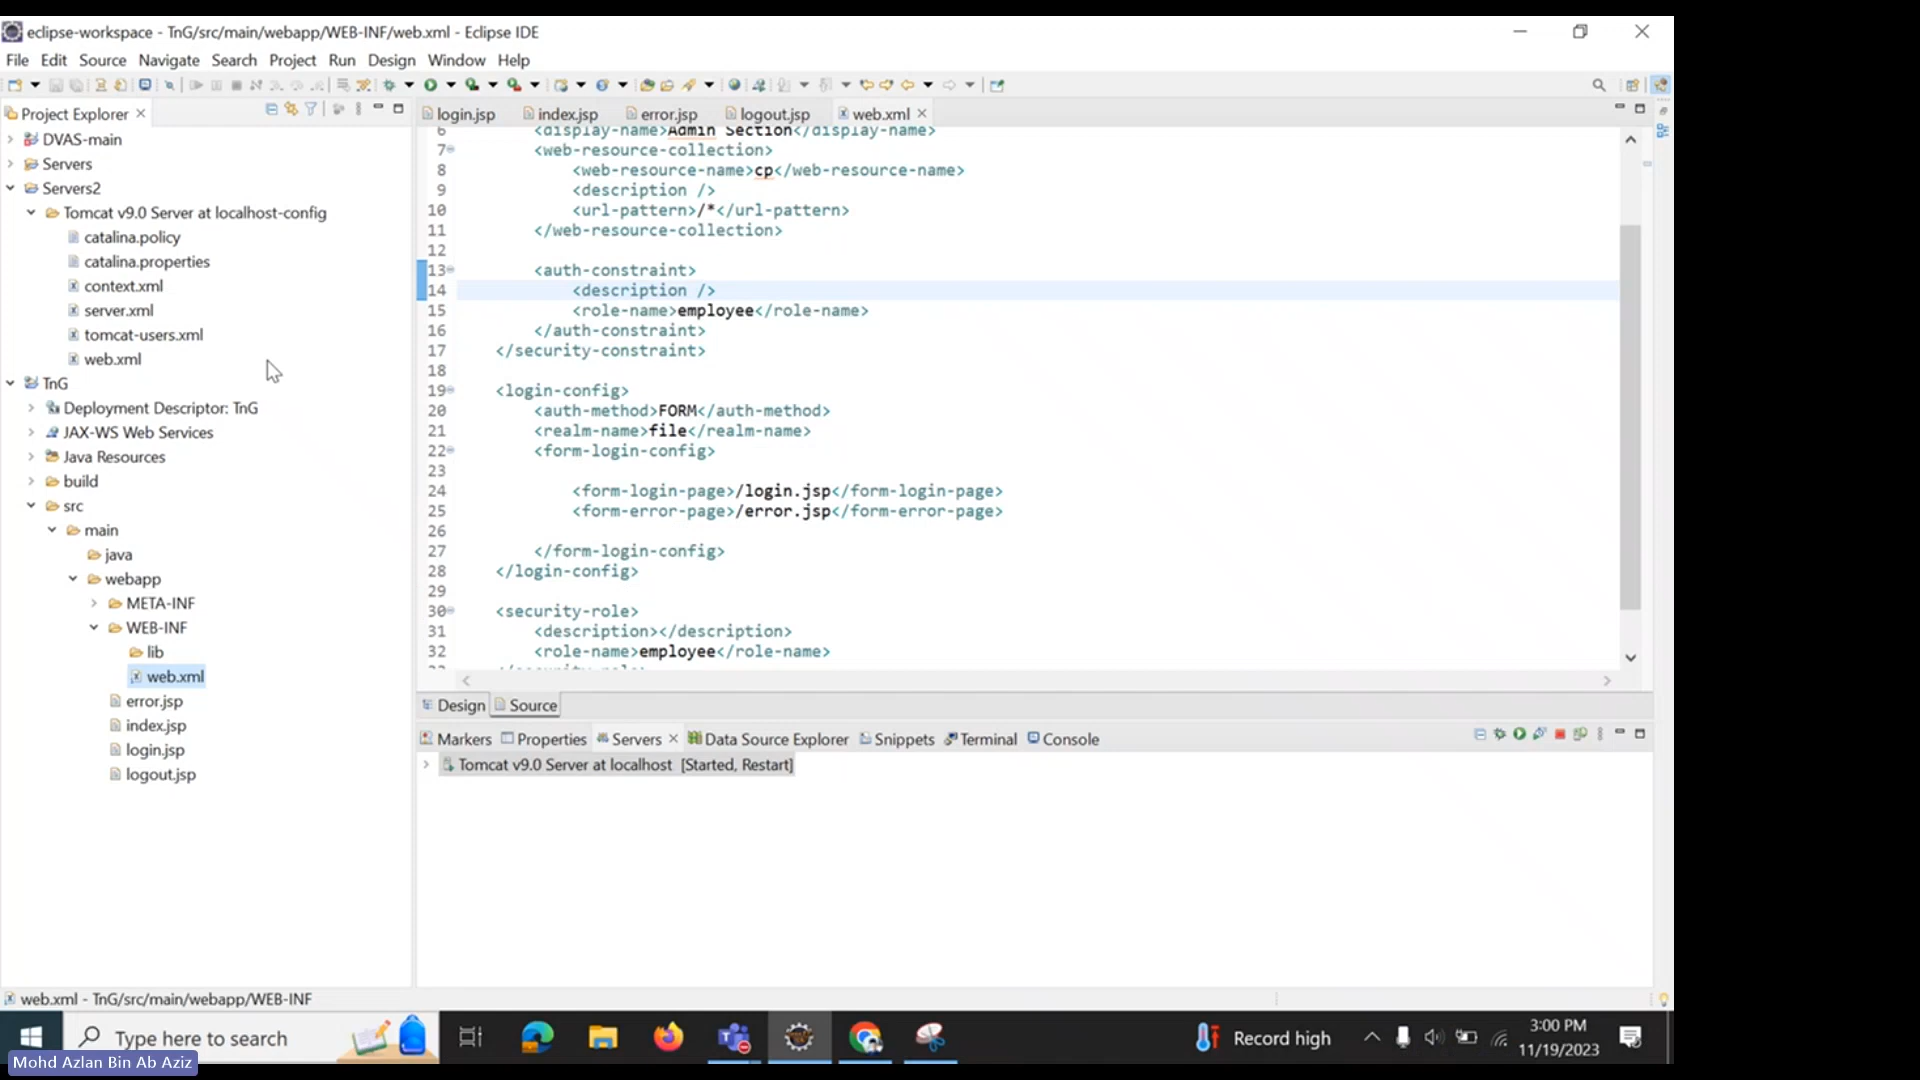 eclipse-workspace - TnG/src/main/webapp/WEB-INF/web.xml - Eclipse IDE
File Edit Source Navigate Search Project Run Design Window Help
Project Explorer
DVAS-main
Servers
Servers2
Tomcat v9.0 Server at localhost-config
catalina.policy
catalina.properties
context.xml
server.xml
tomcat-users.xml
web.xml
TnG
Deployment Descriptor: TnG
JAX-WS Web Services
Java Resources
build
src
main
java
webapp
META-INF
WEB-INF
lib
web.xml
error.jsp
index.jsp
login.jsp
logout.jsp
login.jsp index.jsp error.jsp logout.jsp web.xml
6 <display-name>Admin Section</display-name>
7 <web-resource-collection>
8 <web-resource-name>cp</web-resource-name>
9 <description />
10 <url-pattern>/*</url-pattern>
11 </web-resource-collection>
12
13 <auth-constraint>
14 <description />
15 <role-name>employee</role-name>
16 </auth-constraint>
17 </security-constraint>
18
19 <login-config>
20 <auth-method>FORM</auth-method>
21 <realm-name>file</realm-name>
22 <form-login-config>
23
24 <form-login-page>/login.jsp</form-login-page>
25 <form-error-page>/error.jsp</form-error-page>
26
27 </form-login-config>
28 </login-config>
29
30 <security-role>
31 <description></description>
32 <role-name>employee</role-name>
Design Source
Markers Properties Servers Data Source Explorer Snippets Terminal Console
Tomcat v9.0 Server at localhost [Started, Restart]
web.xml - TnG/src/main/webapp/WEB-INF
Type here to search
Record high
3:00 PM
11/19/2023
Mohd Azlan Bin Ab Aziz